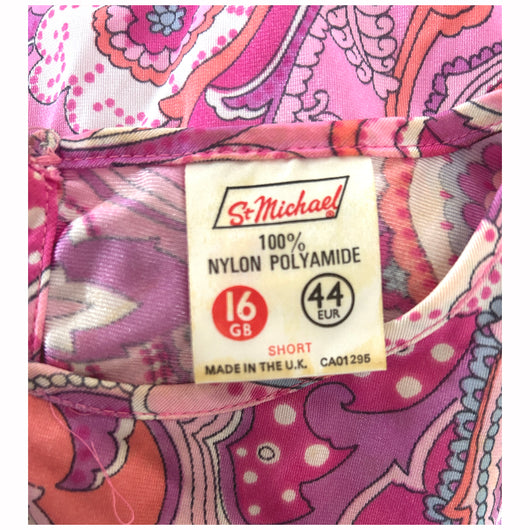 St Michael ®
100%
NYLON POLYAMIDE
16 GB
44 EUR
SHORT
MADE IN THE U.K. CA01295